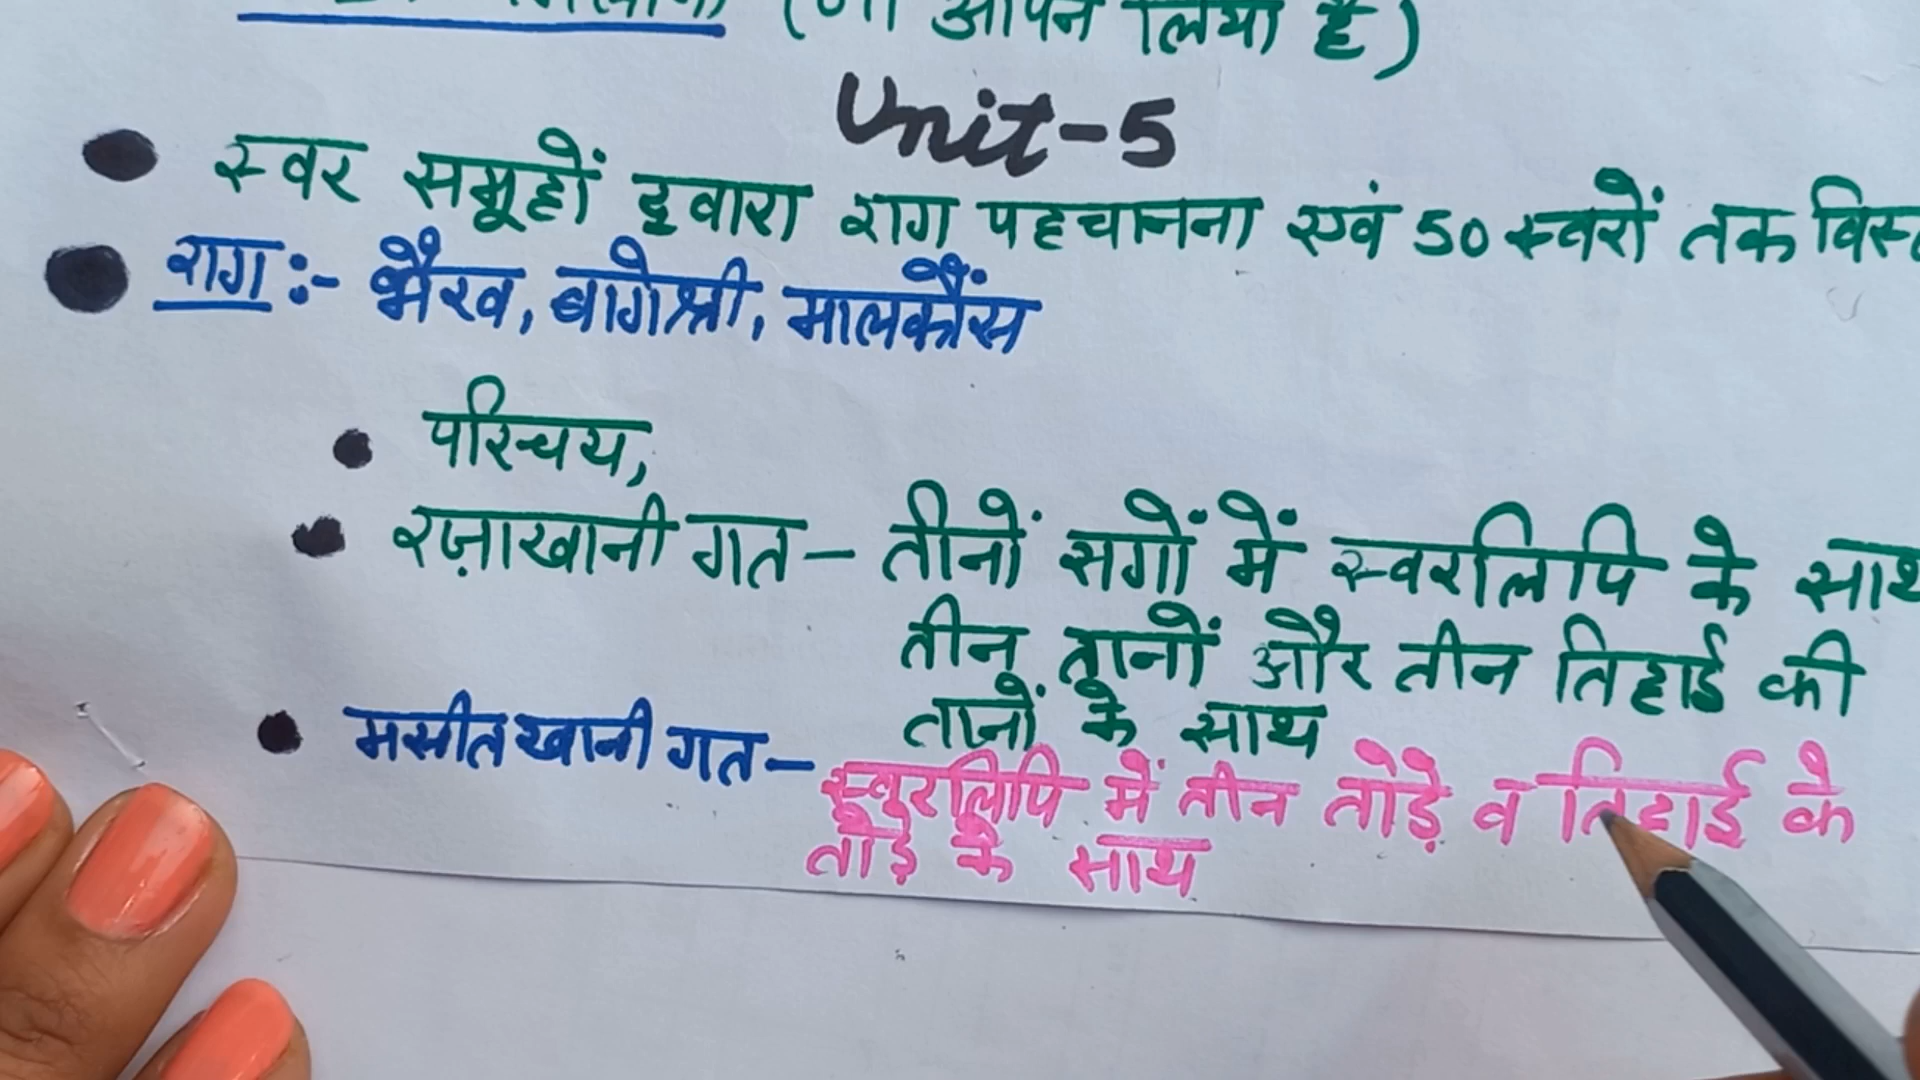 (जो आपने लिया है)
Unit-5
स्वर समूहों द्वारा राग पहचानना एवं 50 स्वरों तक
राग :- भैरव, बागेश्री, मालकौंस
परिचय,
रज़ाखानी गत - तीनों रागों में स्वरलिपि के साथ
तीन तानों और तीन तिहाई की
तानों के साथ
मसीतखानी गत -
स्वरलिपि में तीन तोड़े व तिहाई के
तोड़े के साथ